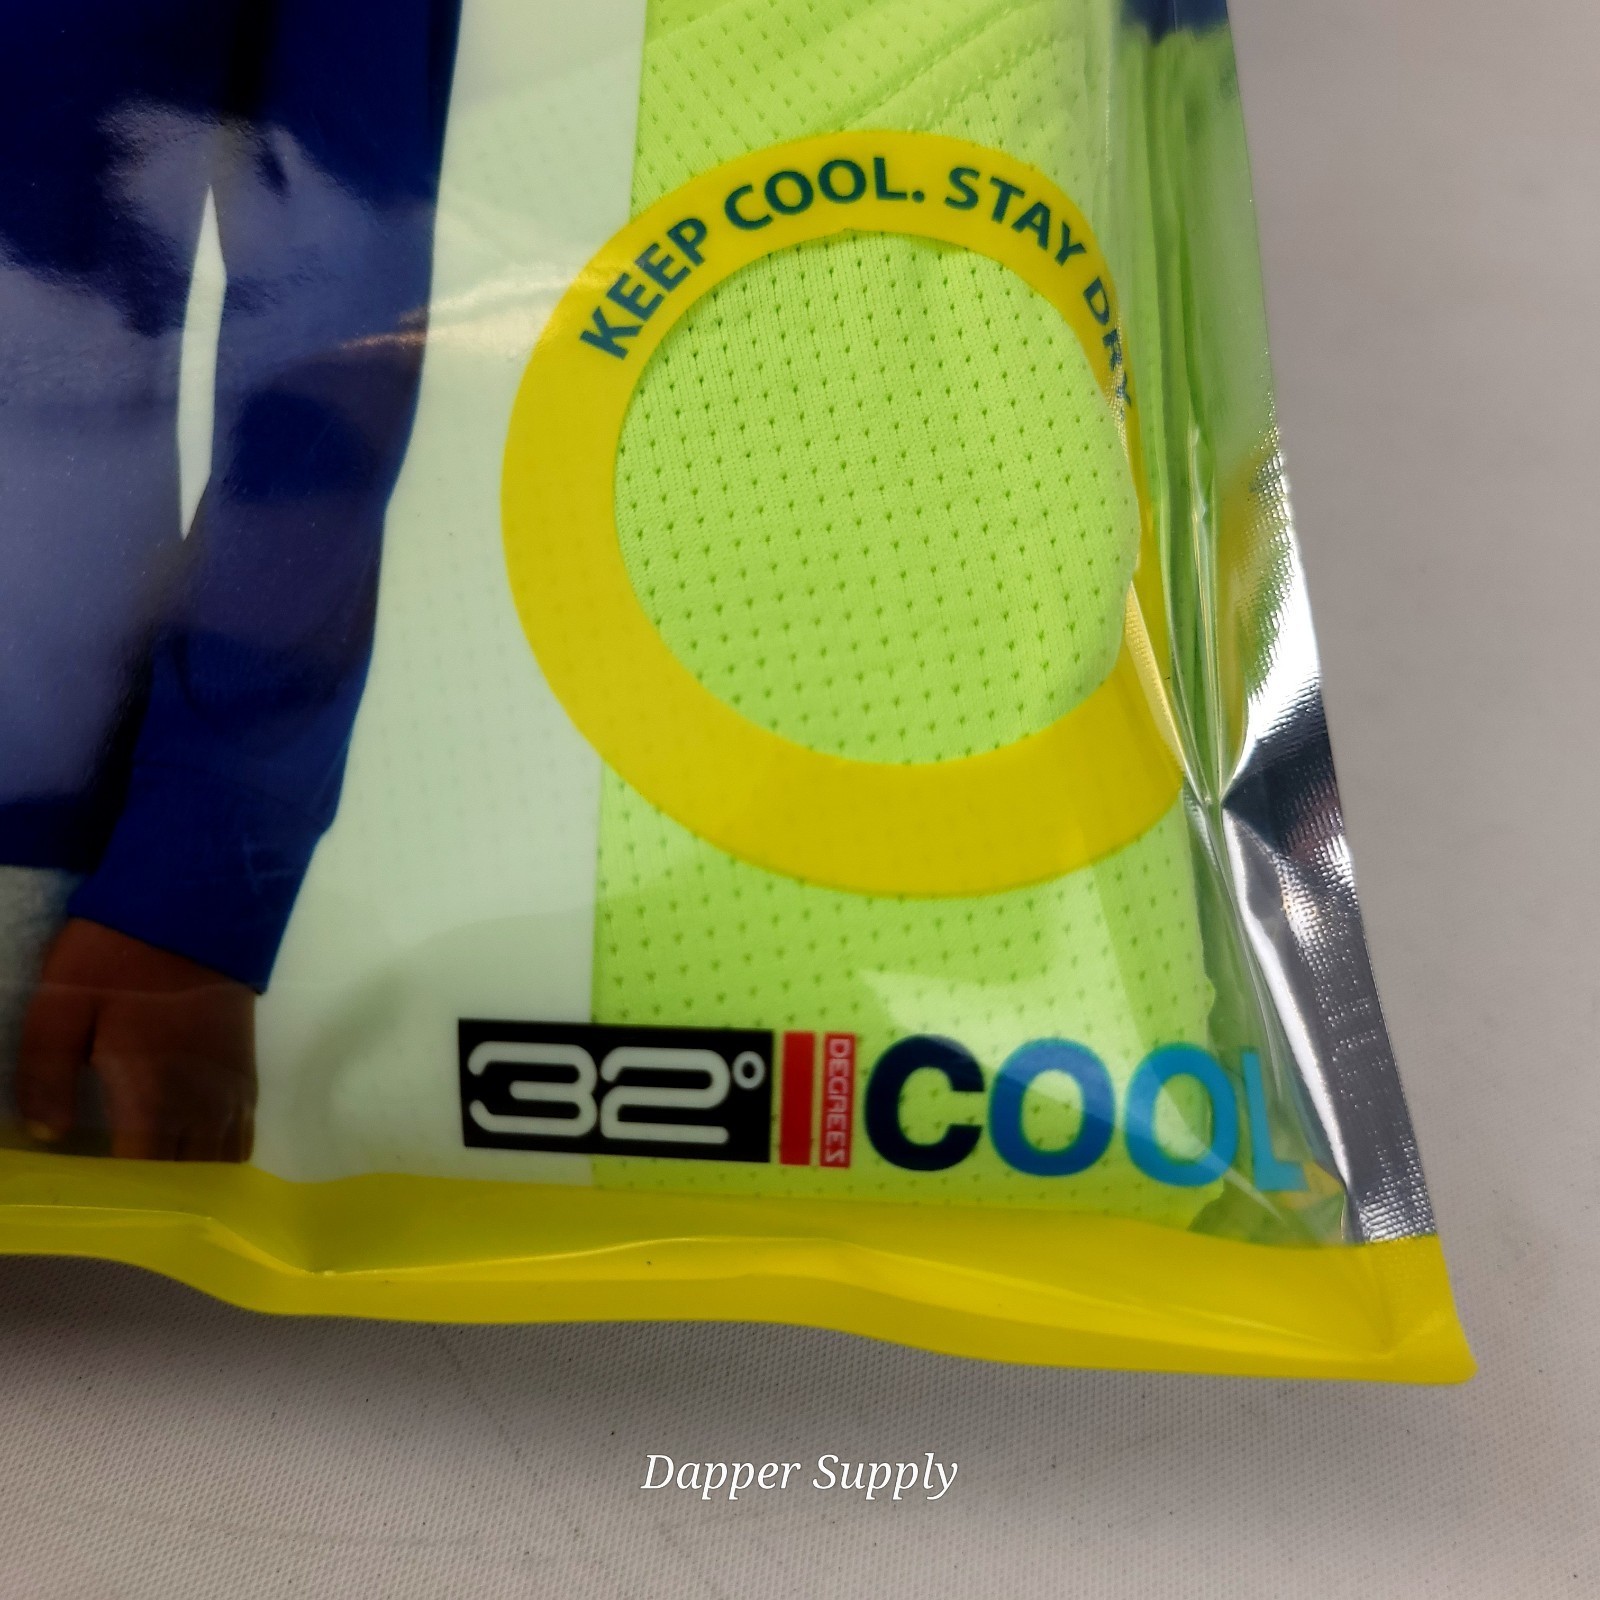 KEEP COOL. STAY DRY
32° DEGREES COOL
Dapper Supply